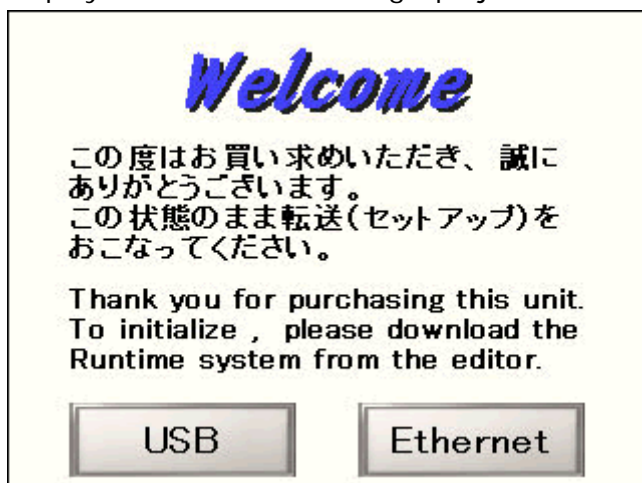 Welcome
この度はお買い求めいただき、誠に
ありがとうございます。
この状態のまま転送(セットアップ)を
おこなってください。
Thank you for purchasing this unit.
To initialize , please download the
Runtime system from the editor.
USB
Ethernet